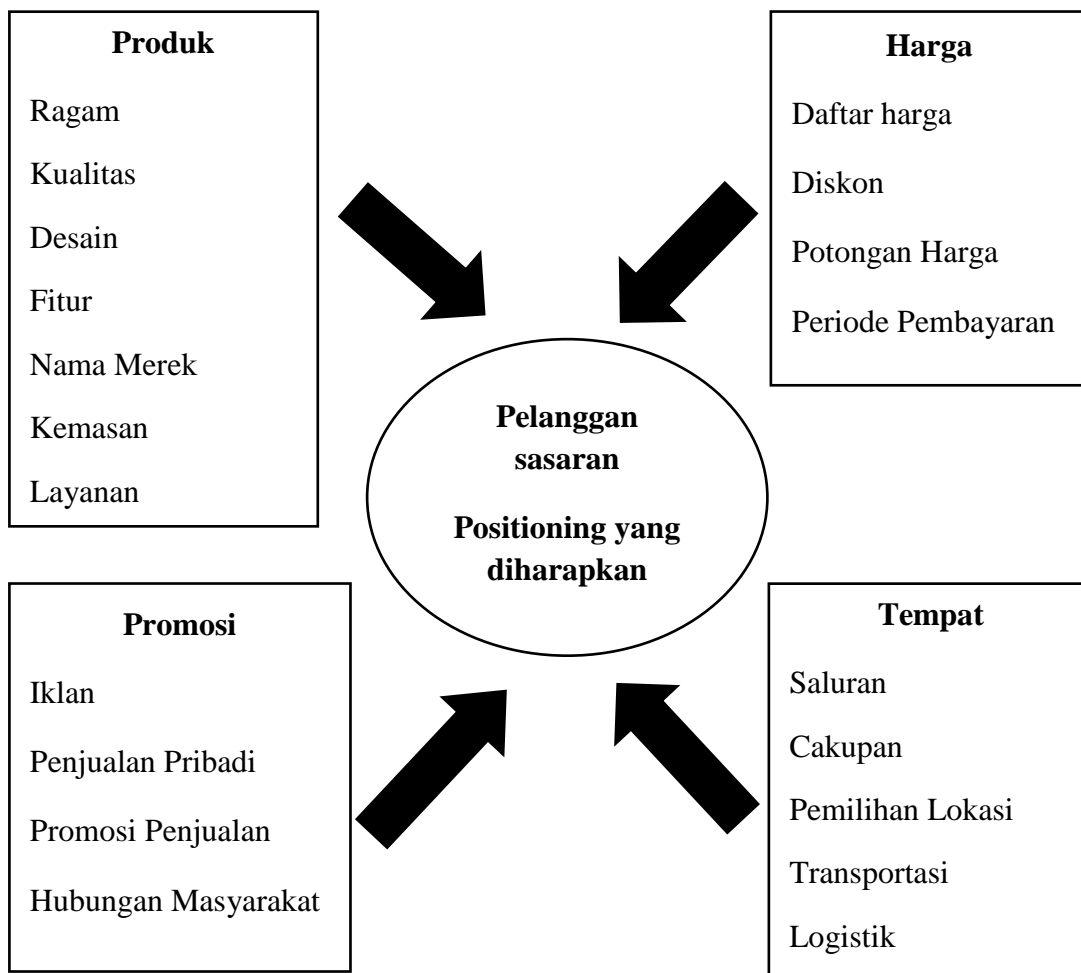 Produk
Ragam
Kualitas
Desain
Fitur
Nama Merek
Kemasan
Layanan
Harga
Daftar harga
Diskon
Potongan Harga
Periode Pembayaran
Pelanggan
sasaran
Positioning yang
diharapkan
Promosi
Iklan
Penjualan Pribadi
Promosi Penjualan
Hubungan Masyarakat
Tempat
Saluran
Cakupan
Pemilihan Lokasi
Transportasi
Logistik